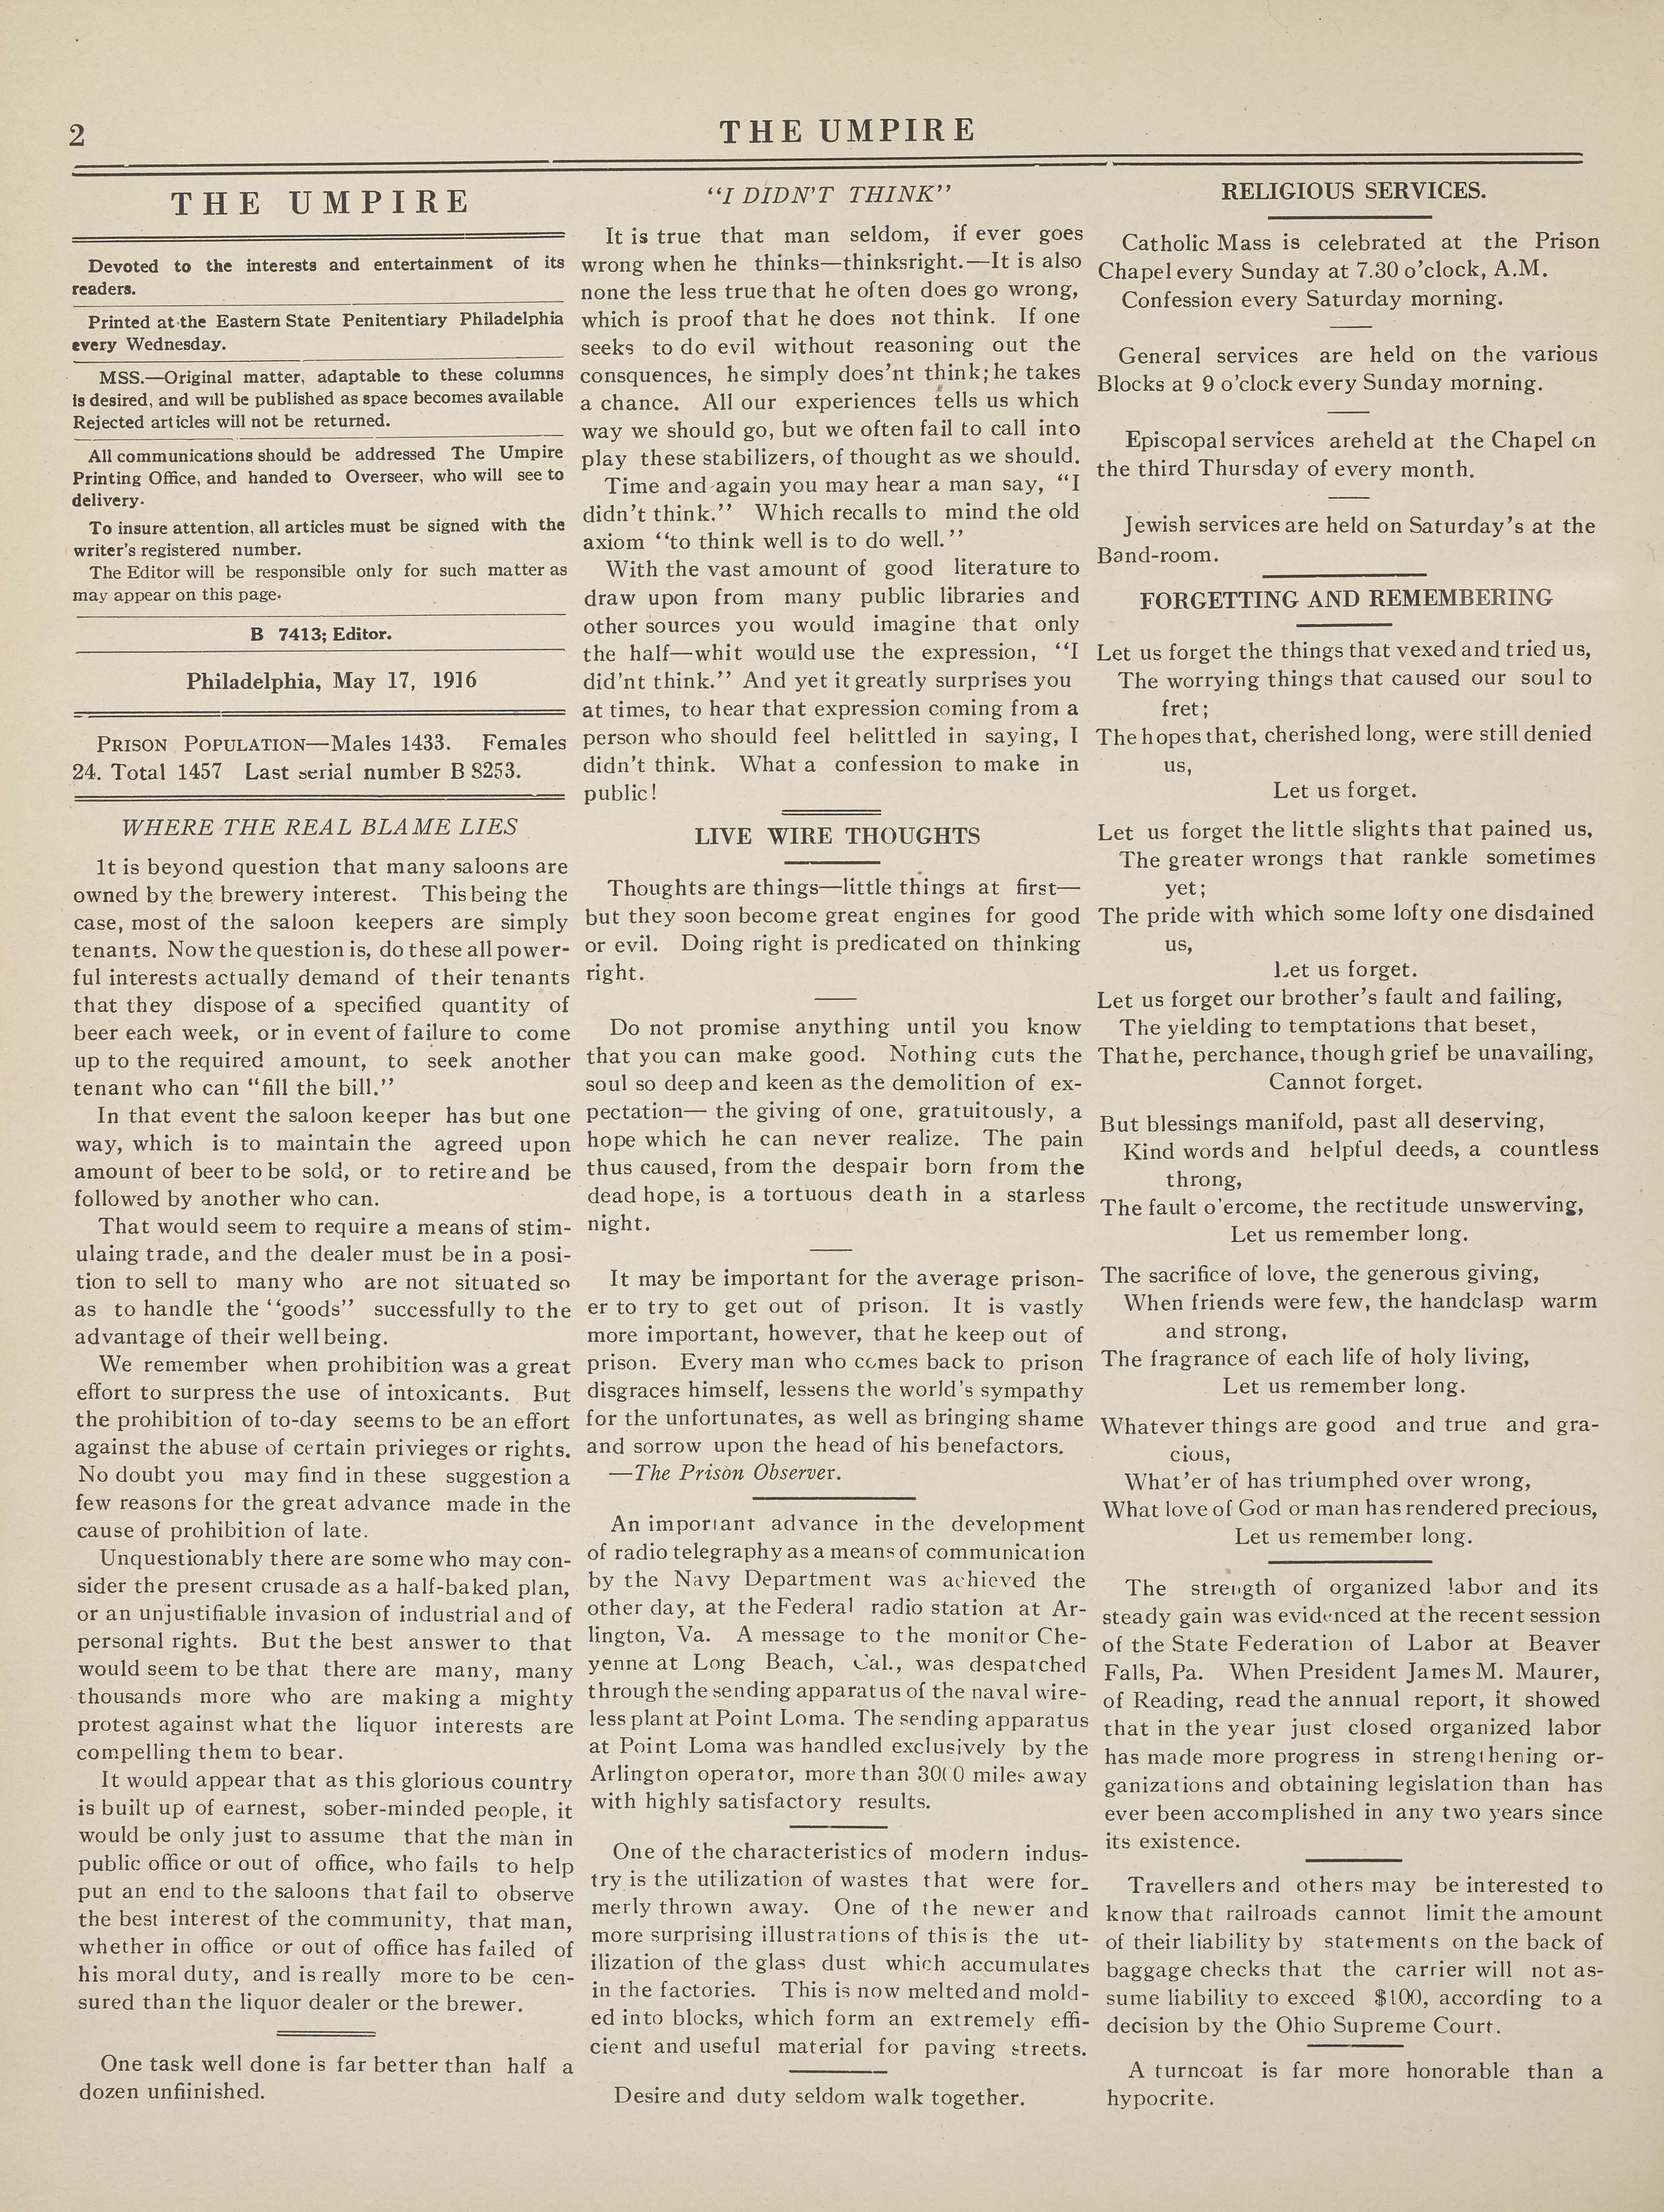 2
THE UMPIRE
THE UMPIRE
Devoted to the interests and entertainment of its
readers.
Printed at the Eastern State Penitentiary Philadelphia
every Wednesday.
MSS.—Original matter, adaptable to these columns
is desired, and will be published as space becomes available
Rejected articles will not be returned.
All communications should be addressed The Umpire
Printing Office, and handed to Overseer, who will see to
delivery.
To insure attention, all articles must be signed with the
writer's registered number.
The Editor will be responsible only for such matter as
may appear on this page.
B 7413; Editor.
Philadelphia, May 17, 1916
PRISON POPULATION—Males 1433. Females
24. Total 1457 Last serial number B 8253.
WHERE THE REAL BLAME LIES
It is beyond question that many saloons are
owned by the brewery interest. This being the
case, most of the saloon keepers are simply
tenants. Now the question is, do these all power-
ful interests actually demand of their tenants
that they dispose of a specified quantity of
beer each week, or in event of failure to come
up to the required amount, to seek another
tenant who can "fill the bill."
In that event the saloon keeper has but one
way, which is to maintain the agreed upon
amount of beer to be sold, or to retire and be
followed by another who can.
That would seem to require a means of stim-
ulaing trade, and the dealer must be in a posi-
tion to sell to many who are not situated so
as to handle the "goods" successfully to the
advantage of their well being.
We remember when prohibition was a great
effort to surpress the use of intoxicants. But
the prohibition of to-day seems to be an effort
against the abuse of certain privieges or rights.
No doubt you may find in these suggestion a
few reasons for the great advance made in the
cause of prohibition of late.
Unquestionably there are some who may con-
sider the present crusade as a half-baked plan,
or an unjustifiable invasion of industrial and of
personal rights. But the best answer to that
would seem to be that there are many, many
thousands more who are making a mighty
protest against what the liquor interests are
compelling them to bear.
It would appear that as this glorious country
is built up of earnest, sober-minded people, it
would be only just to assume that the man in
public office or out of office, who fails to help
put an end to the saloons that fail to observe
the best interest of the community, that man,
whether in office or out of office has failed of
his moral duty, and is really more to be cen-
sured than the liquor dealer or the brewer.
One task well done is far better than half a
dozen unfiinished.
"I DIDN'T THINK"
It is true that man seldom, if ever goes
wrong when he thinks—thinksright.—It is also
none the less true that he often does go wrong,
which is proof that he does not think. If one
seeks to do evil without reasoning out the
consquences, he simply does'nt think; he takes
a chance. All our experiences tells us which
way we should go, but we often fail to call into
play these stabilizers, of thought as we should.
Time and again you may hear a man say, "I
didn't think." Which recalls to mind the old
axiom "to think well is to do well."
With the vast amount of good literature to
draw upon from many public libraries and
other sources you would imagine that only
the half—whit would use the expression, "I
did'nt think." And yet it greatly surprises you
at times, to hear that expression coming from a
person who should feel belittled in saying, I
didn't think. What a confession to make in
public!
LIVE WIRE THOUGHTS
Thoughts are things—little things at first—
but they soon become great engines for good
or evil. Doing right is predicated on thinking
right.
Do not promise anything until you know
that you can make good. Nothing cuts the
soul so deep and keen as the demolition of ex-
pectation— the giving of one, gratuitously, a
hope which he can never realize. The pain
thus caused, from the despair born from the
dead hope, is a tortuous death in a starless
night.
It may be important for the average prison-
er to try to get out of prison. It is vastly
more important, however, that he keep out of
prison. Every man who comes back to prison
disgraces himself, lessens the world's sympathy
for the unfortunates, as well as bringing shame
and sorrow upon the head of his benefactors.
—The Prison Observer.
An important advance in the development
of radio telegraphy as a means of communication
by the Navy Department was achieved the
other day, at the Federal radio station at Ar-
lington, Va. A message to the monitor Che-
yenne at Long Beach, Cal., was despatched
through the sending apparatus of the naval wire-
less plant at Point Loma. The sending apparatus
at Point Loma was handled exclusively by the
Arlington operator, more than 3000 miles away
with highly satisfactory results.
One of the characteristics of modern indus-
try is the utilization of wastes that were for-
merly thrown away. One of the newer and
more surprising illustrations of this is the ut-
ilization of the glass dust which accumulates
in the factories. This is now melted and mold-
ed into blocks, which form an extremely effi-
cient and useful material for paving streets.
Desire and duty seldom walk together.
RELIGIOUS SERVICES.
Catholic Mass is celebrated at the Prison
Chapel every Sunday at 7.30 o'clock, A.M.
Confession every Saturday morning.
General services are held on the various
Blocks at 9 o'clock every Sunday morning.
Episcopal services areheld at the Chapel on
the third Thursday of every month.
Jewish services are held on Saturday's at the
Band-room.
FORGETTING AND REMEMBERING
Let us forget the things that vexed and tried us,
The worrying things that caused our soul to
fret;
The hopes that, cherished long, were still denied
us,
Let us forget.
Let us forget the little slights that pained us,
The greater wrongs that rankle sometimes
yet;
The pride with which some lofty one disdained
us,
Let us forget.
Let us forget our brother's fault and failing,
The yielding to temptations that beset,
That he, perchance, though grief be unavailing,
Cannot forget.
But blessings manifold, past all deserving,
Kind words and helpful deeds, a countless
throng,
The fault o'ercome, the rectitude unswerving,
Let us remember long.
The sacrifice of love, the generous giving,
When friends were few, the handclasp warm
and strong,
The fragrance of each life of holy living,
Let us remember long.
Whatever things are good and true and gra-
cious,
What'er of has triumphed over wrong,
What love of God or man has rendered precious,
Let us remember long.
The strength of organized labor and its
steady gain was evidenced at the recent session
of the State Federation of Labor at Beaver
Falls, Pa. When President James M. Maurer,
of Reading, read the annual report, it showed
that in the year just closed organized labor
has made more progress in strengthening or-
ganizations and obtaining legislation than has
ever been accomplished in any two years since
its existence.
Travellers and others may be interested to
know that railroads cannot limit the amount
of their liability by statements on the back of
baggage checks that the carrier will not as-
sume liability to exceed $100, according to a
decision by the Ohio Supreme Court.
A turncoat is far more honorable than a
hypocrite.